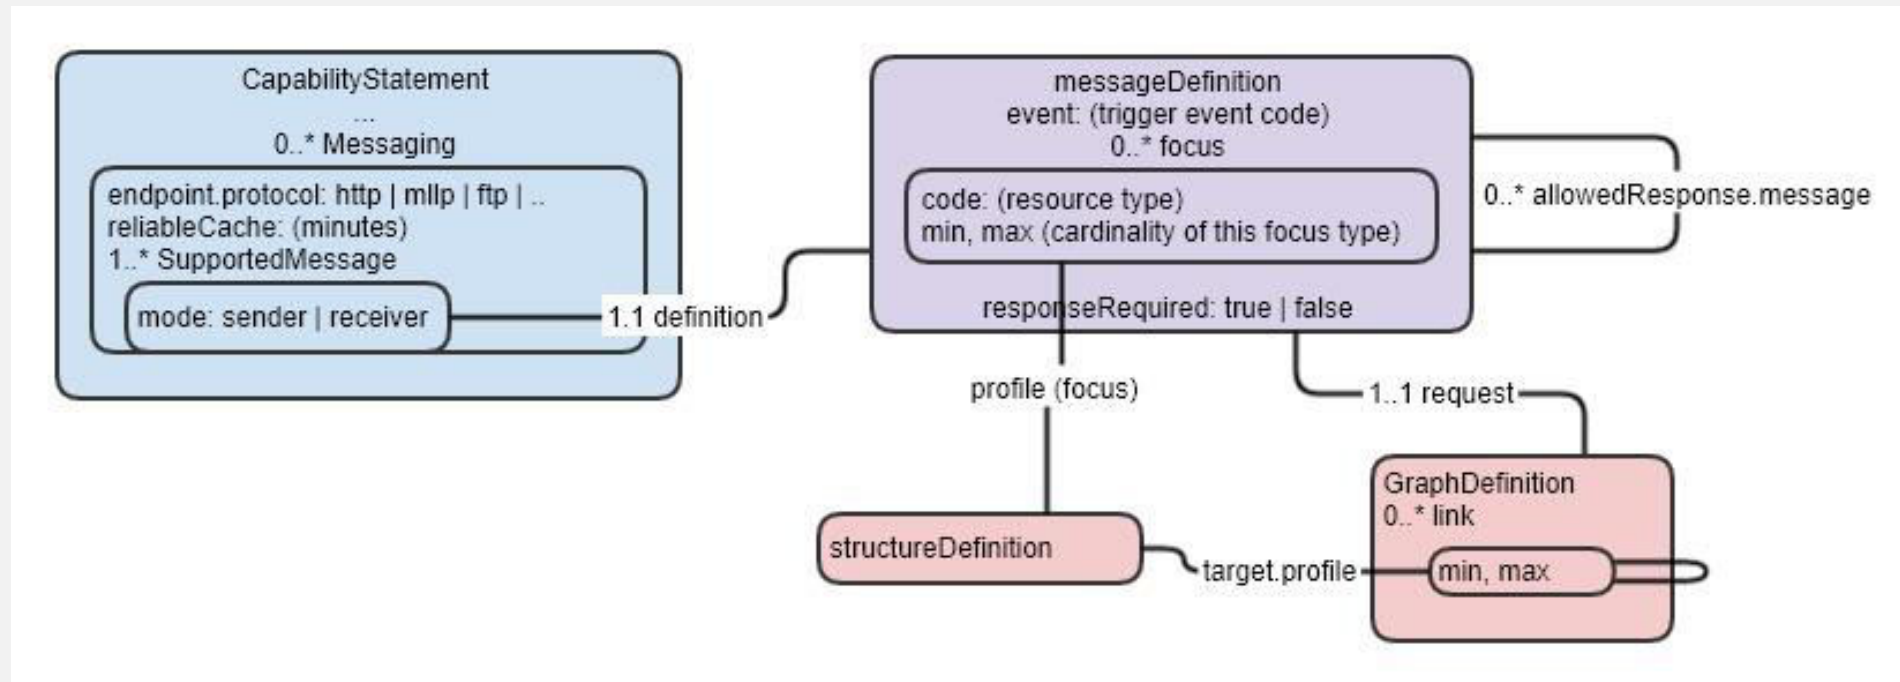 CapabilityStatement
...
0..* Messaging
endpoint.protocol: http | mllp | ftp | ..
reliableCache: (minutes)
1..* SupportedMessage
mode: sender | receiver
1.1 definition
messageDefinition
event: (trigger event code)
0..* focus
code: (resource type)
min, max (cardinality of this focus type)
responseRequired: true | false
0..* allowedResponse.message
profile (focus)
1..1 request
structureDefinition
target.profile
GraphDefinition
0..* link
min, max